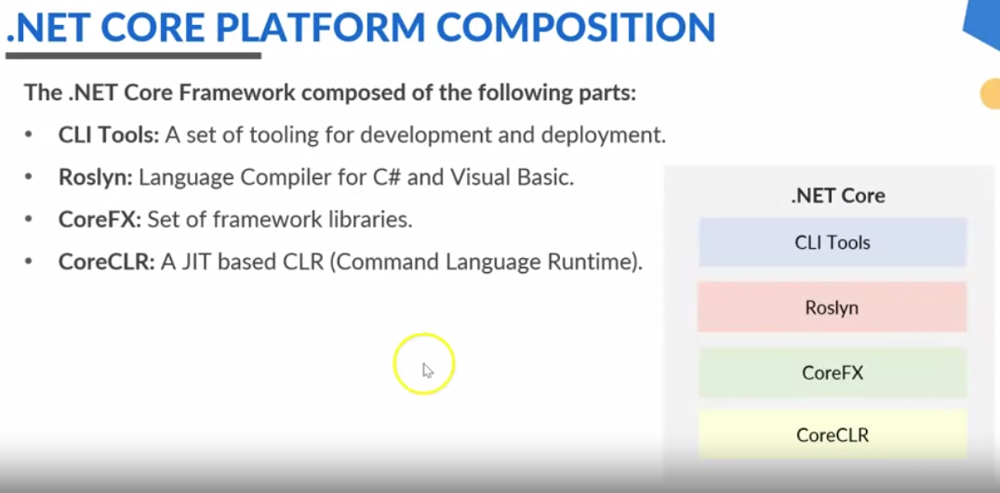 .NET CORE PLATFORM COMPOSITION
The .NET Core Framework composed of the following parts:
• CLI Tools: A set of tooling for development and deployment.
• Roslyn: Language Compiler for C# and Visual Basic.
• CoreFX: Set of framework libraries.
• CoreCLR: A JIT based CLR (Command Language Runtime).
.NET Core
CLI Tools
Roslyn
CoreFX
CoreCLR